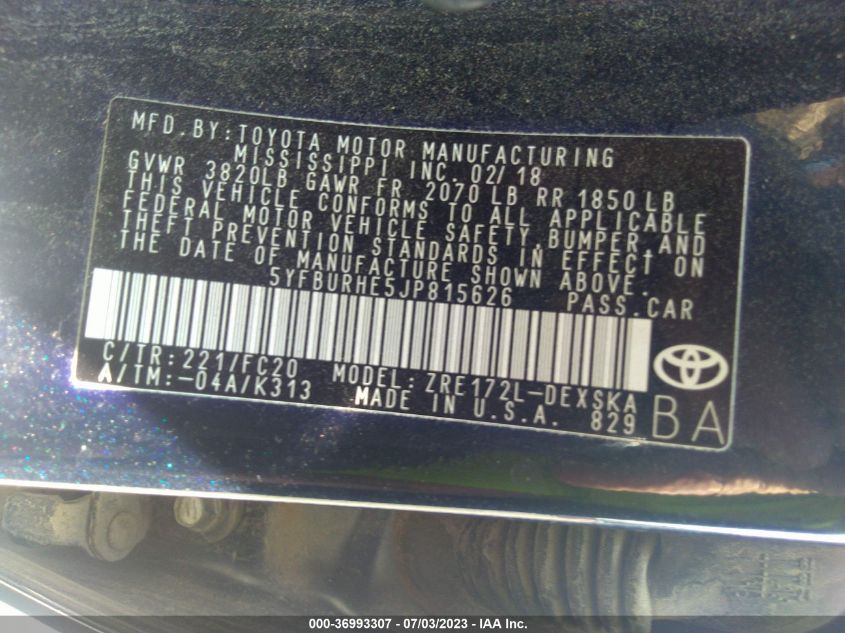 MFD.BY:TOYOTA MOTOR MANUFACTURING
MISSISSIPPI INC. 02/18
GVWR 3820LB GAWR FR 2070 LB RR 1850 LB
THIS VEHICLE CONFORMS TO ALL APPLICABLE
FEDERAL MOTOR VEHICLE SAFETY,BUMPER,AND
THEFT PREVENTION STANDARDS IN EFFECT ON
THE DATE OF MANUFACTURE SHOWN ABOVE.
5YFBURHE5JP815626 PASS.CAR
C/TR:221/FC20 MODEL:ZRE172L-DEXSKA
A/TM:-04A/K313 MADE IN U.S.A. 829
BA
000-36993307 - 07/03/2023 - IAA Inc.